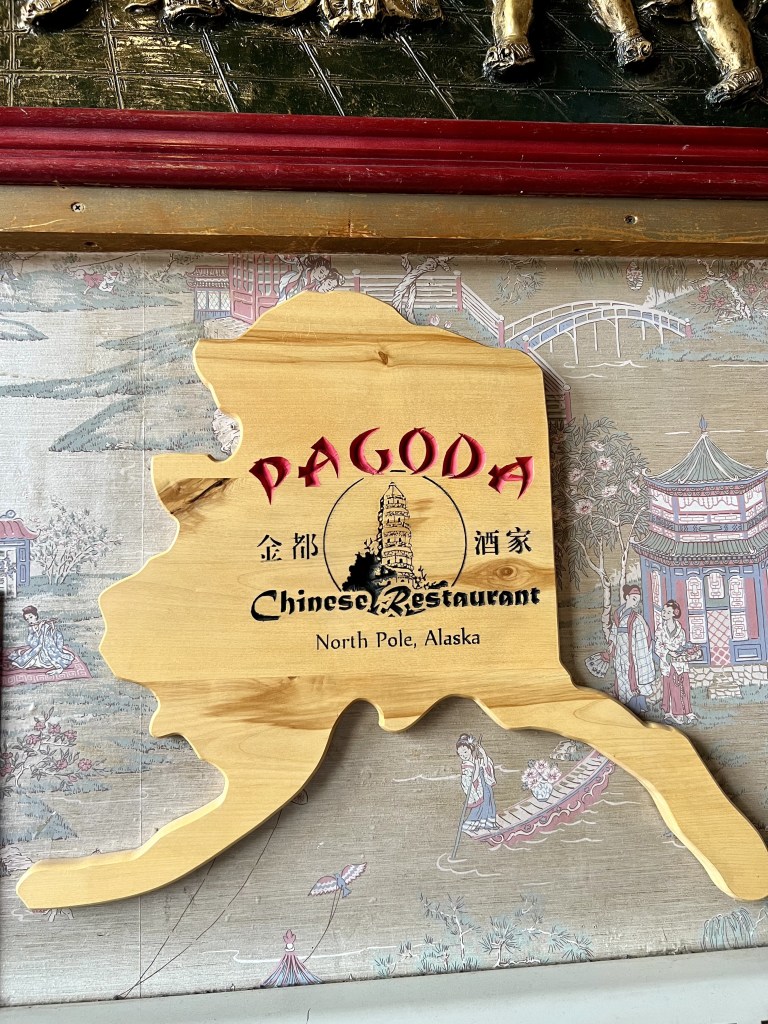 PAGODA
金都 酒家
Chinese Restaurant
North Pole, Alaska